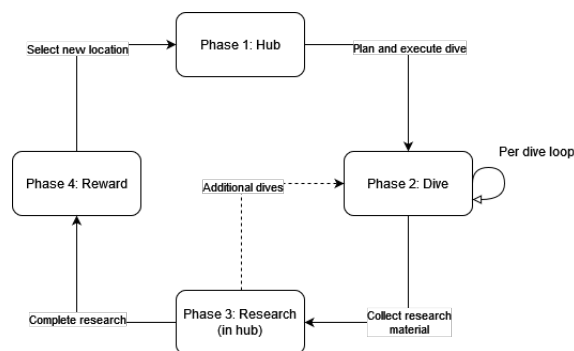 Phase 1: Hub
Select new location
Plan and execute dive
Per dive loop
Phase 4: Reward
Additional dives
Phase 2: Dive
Phase 3: Research
(in hub)
Complete research
Collect research
material